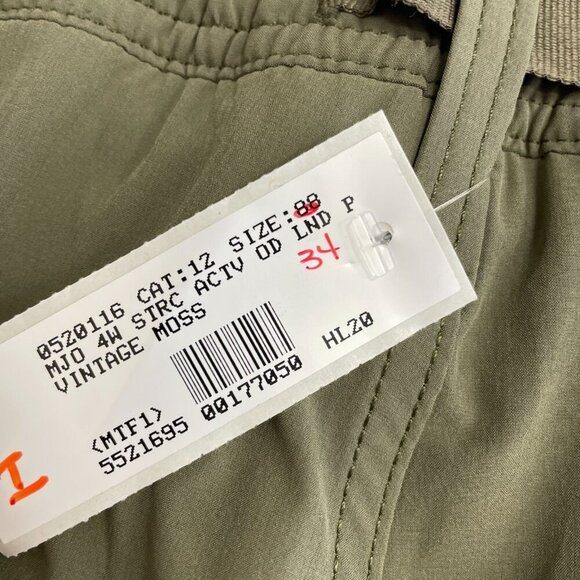 0520116 CAT:12 SIZE:88
MJO 4W STRC ACTV OD LND P
34
VINTAGE MOSS
HL20
<MTF1>
5521695 00177050
I